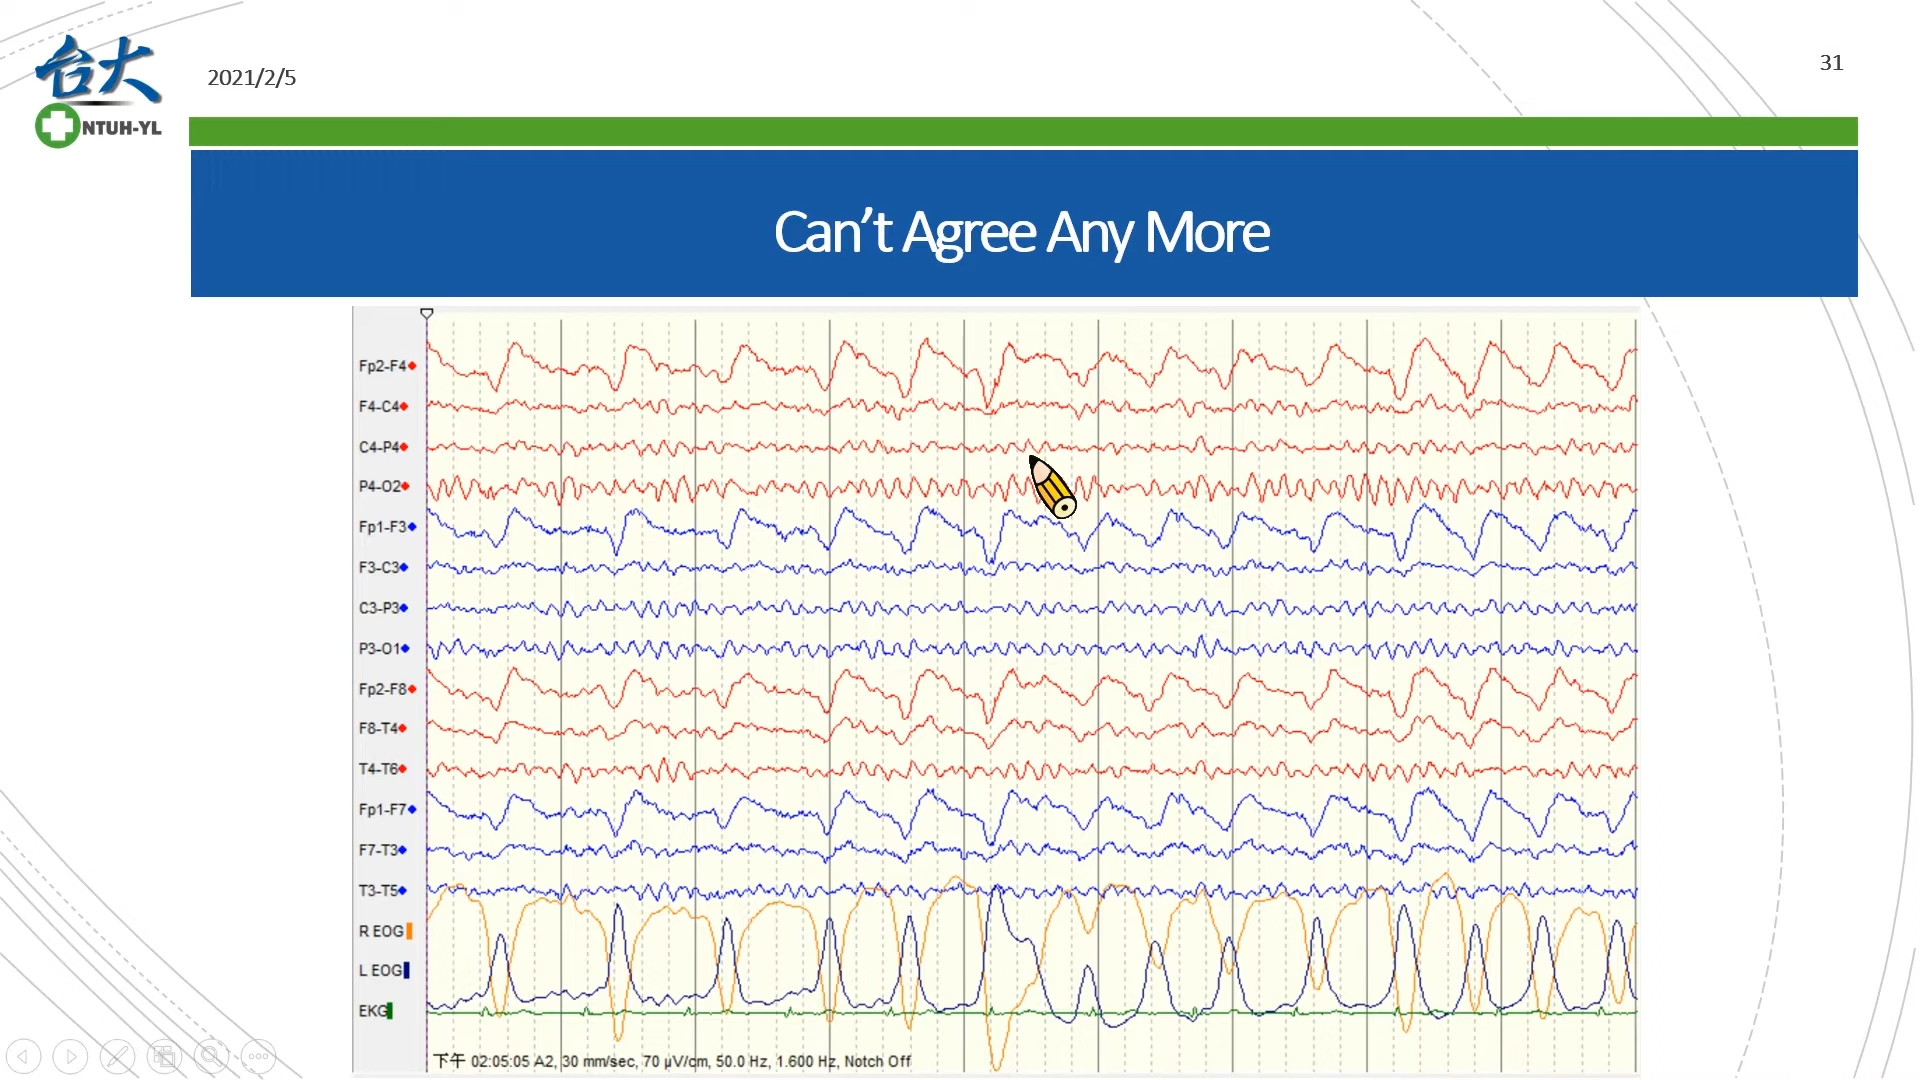 台大
NTUH-YL
2021/2/5
31
Can't Agree Any More
Fp2-F4
F4-C4
C4-P4
P4-O2
Fp1-F3
F3-C3
C3-P3
P3-O1
Fp2-F8
F8-T4
T4-T6
Fp1-F7
F7-T3
T3-T5
R EOG
L EOG
EKG
下午 02:05:05 A2, 30 mm/sec, 70 µV/cm, 50.0 Hz, 1.600 Hz, Notch Off